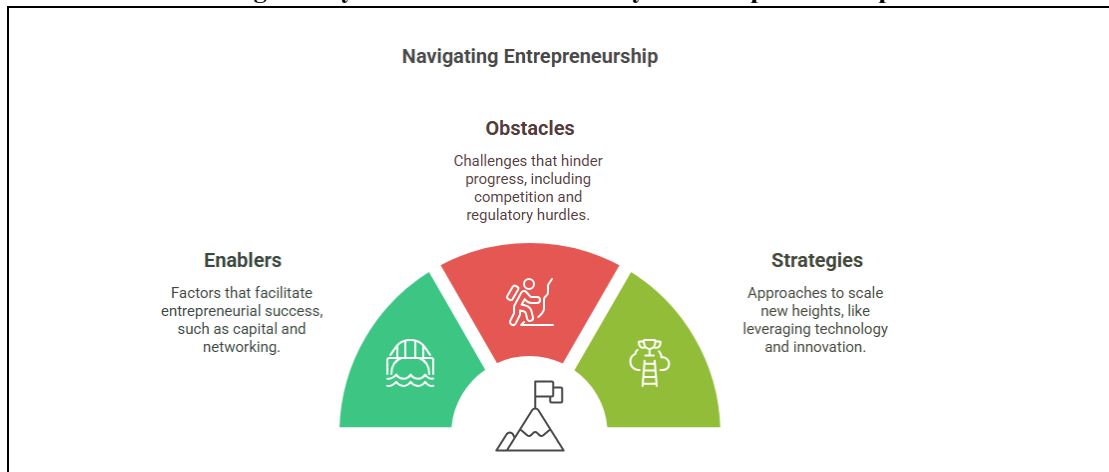 Navigating Entrepreneurship
Obstacles
Challenges that hinder
progress, including
competition and
regulatory hurdles.
Enablers
Factors that facilitate
entrepreneurial success,
such as capital and
networking.
Strategies
Approaches to scale
new heights, like
leveraging technology
and innovation.